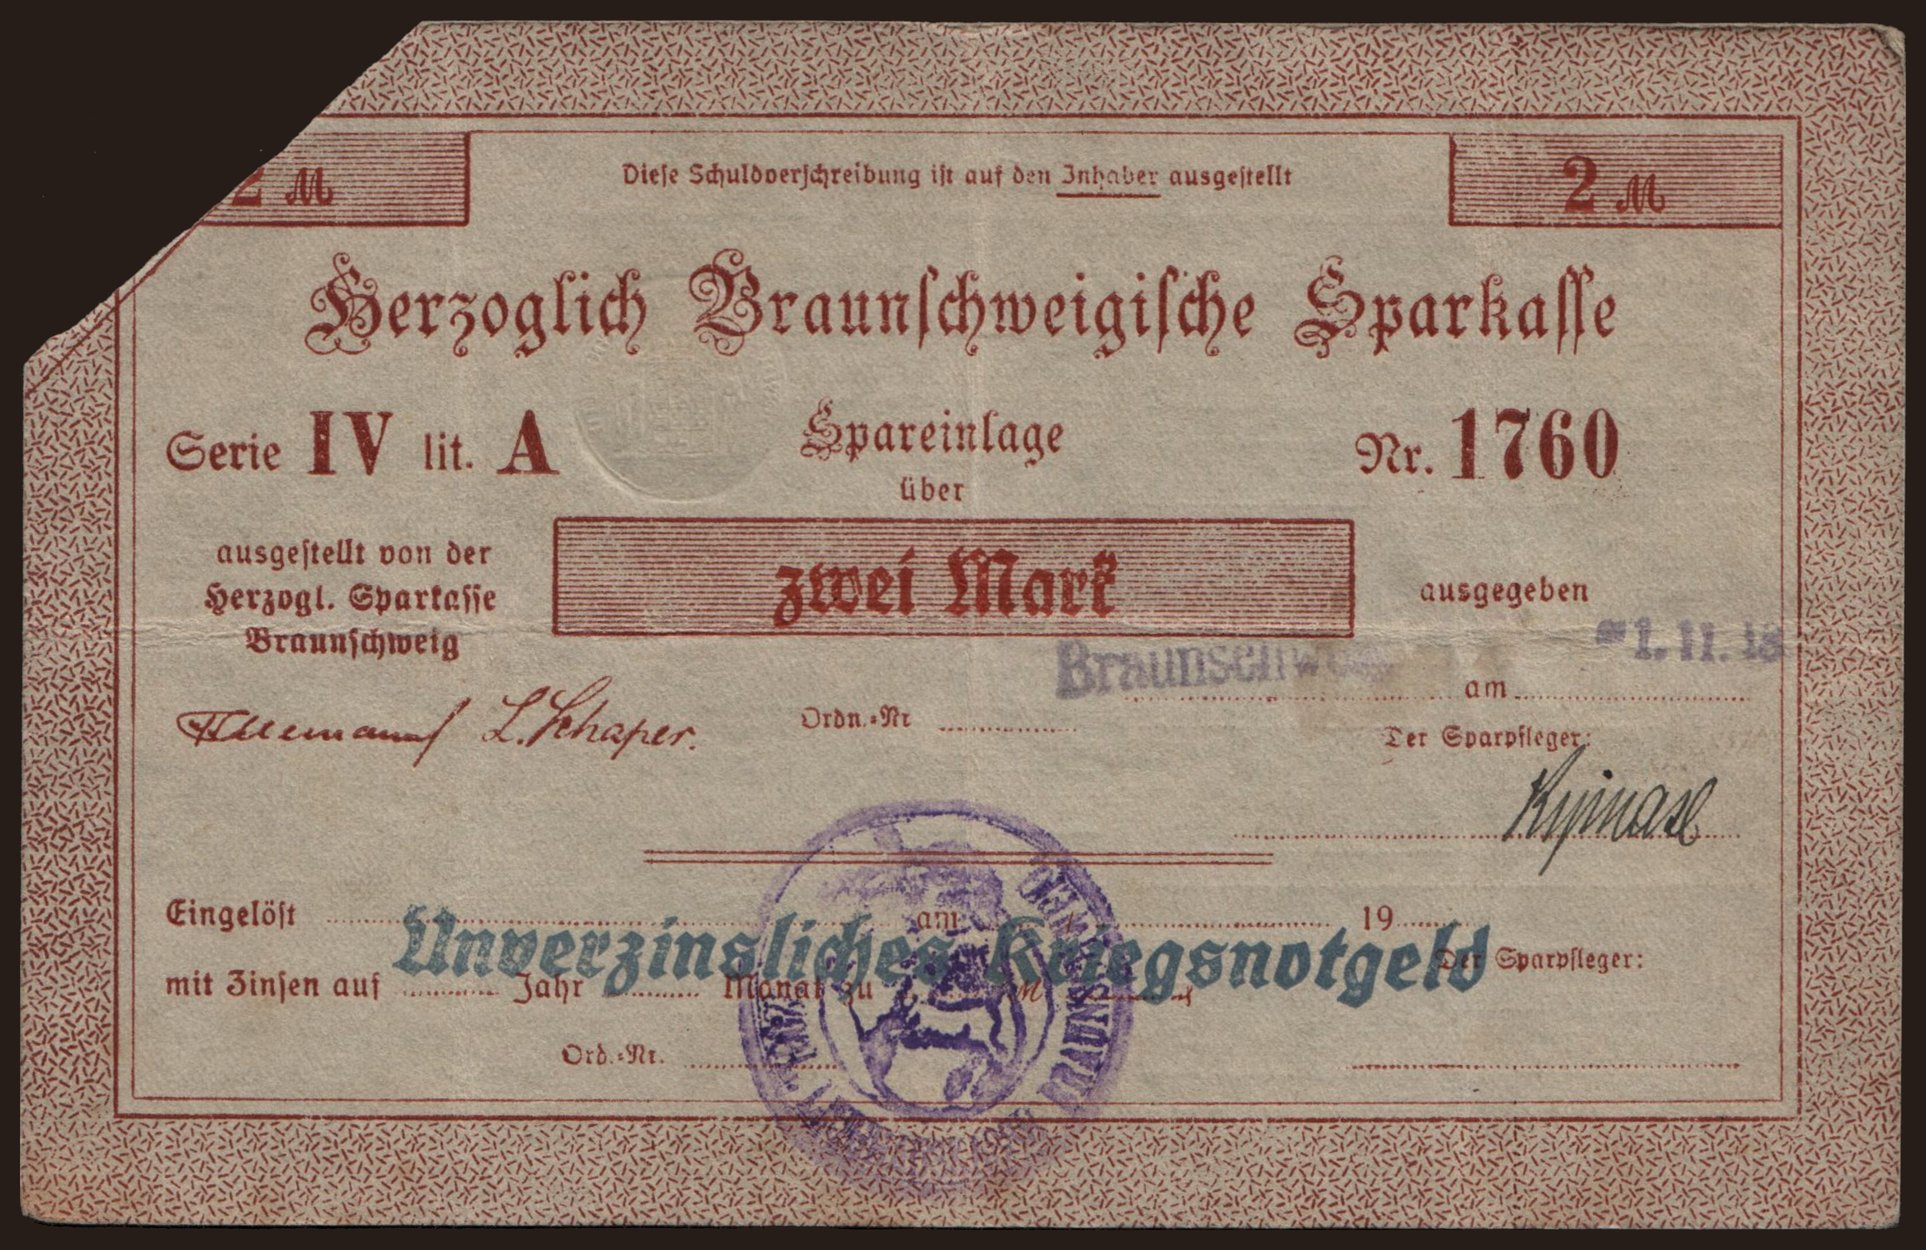 2 M
Diese Schuldverschreibung ist auf den Inhaber ausgestellt
2 M
Herzoglich Braunschweigische Sparkasse
Serie IV lit. A
Spareinlage
über
Nr. 1760
ausgestellt von der
Herzogl. Sparkasse
Braunschweig
zwei Mark
ausgegeben
Braunschweig am 1. 11. 18
L. Schaper.
Ordn.-Nr
Der Sparpfleger:
Eingelöst am 19
Unverzinsliches Kriegsnotgeld
Der Sparpfleger:
mit Zinsen auf Jahr Monat zu M
Ord.-Nr.